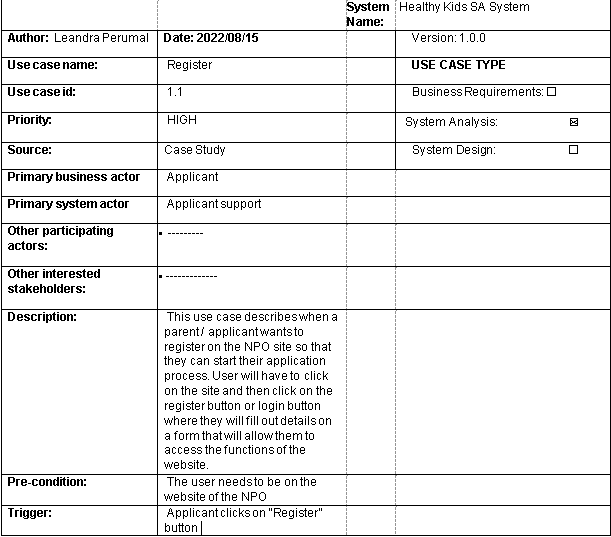 System Name: Healthy Kids SA System
Author: Leandra Perumal Date: 2022/08/15 Version: 1.0.0
Use case name: Register USE CASE TYPE
Use case id: 1.1 Business Requirements: ☐
Priority: HIGH System Analysis: ☒
Source: Case Study System Design: ☐
Primary business actor Applicant
Primary system actor Applicant support
Other participating actors:
▪ ---------
Other interested stakeholders:
▪ -------------
Description:
This use case describes when a
parent / applicant wants to
register on the NPO site so that
they can start their application
process. User will have to click
on the site and then click on the
register button or login button
where they will fill out details on
a form that will allow them to
access the functions of the
website.
Pre-condition:
The user needs to be on the
website of the NPO
Trigger:
Applicant clicks on "Register"
button